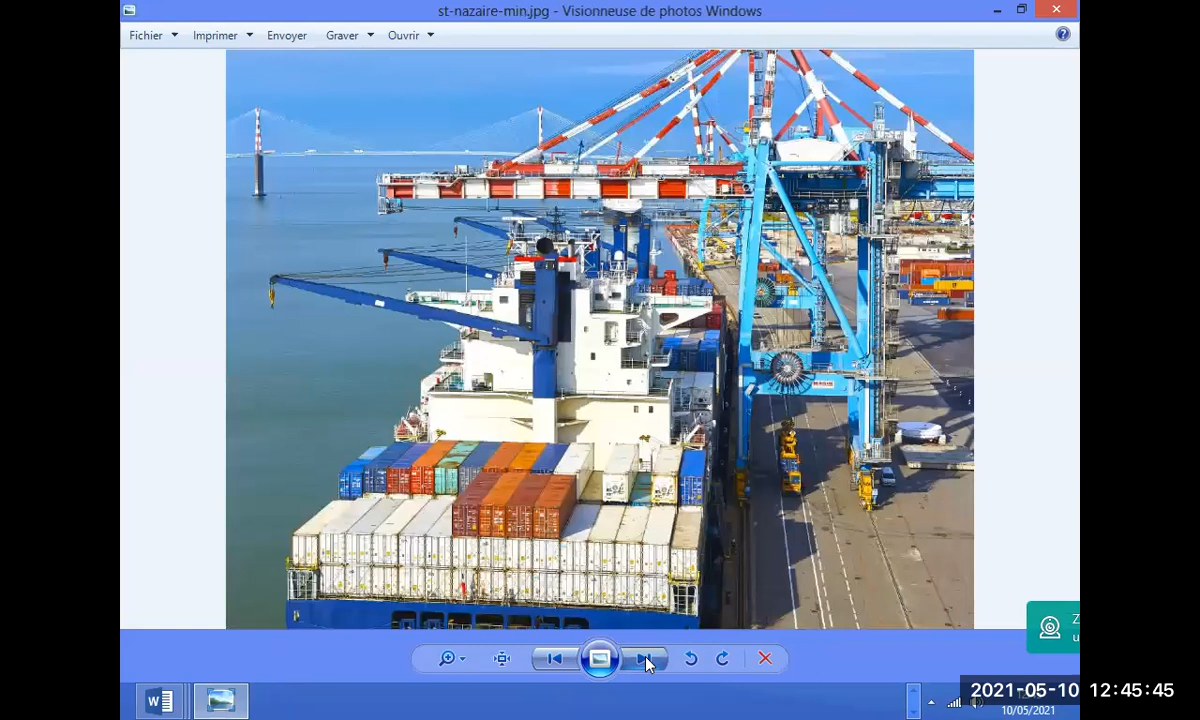 st-nazaire-min.jpg - Visionneuse de photos Windows
Fichier Imprimer Envoyer Graver Ouvrir
Z
u
2021-05-10 12:45:45
10/05/2021